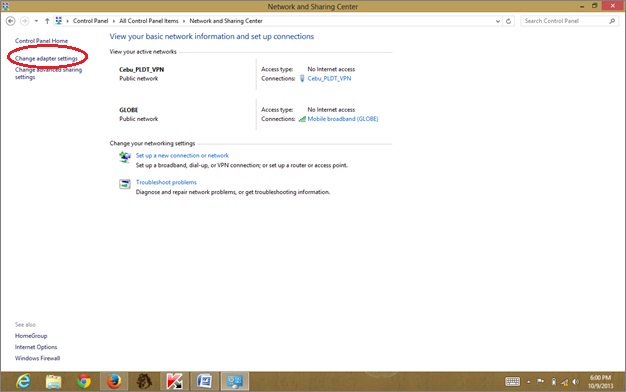 Network and Sharing Center
Control Panel ▸ All Control Panel Items ▸ Network and Sharing Center
Search Control Panel
Control Panel Home
Change adapter settings
Change advanced sharing
settings
View your basic network information and set up connections
View your active networks
Cebu_PLDT_VPN
Public network
Access type: No Internet access
Connections: Cebu_PLDT_VPN
GLOBE
Public network
Access type: No Internet access
Connections: Mobile broadband (GLOBE)
Change your networking settings
Set up a new connection or network
Set up a broadband, dial-up, or VPN connection; or set up a router or access point.
Troubleshoot problems
Diagnose and repair network problems, or get troubleshooting information.
See also
HomeGroup
Internet Options
Windows Firewall
6:00 PM
10/9/2013